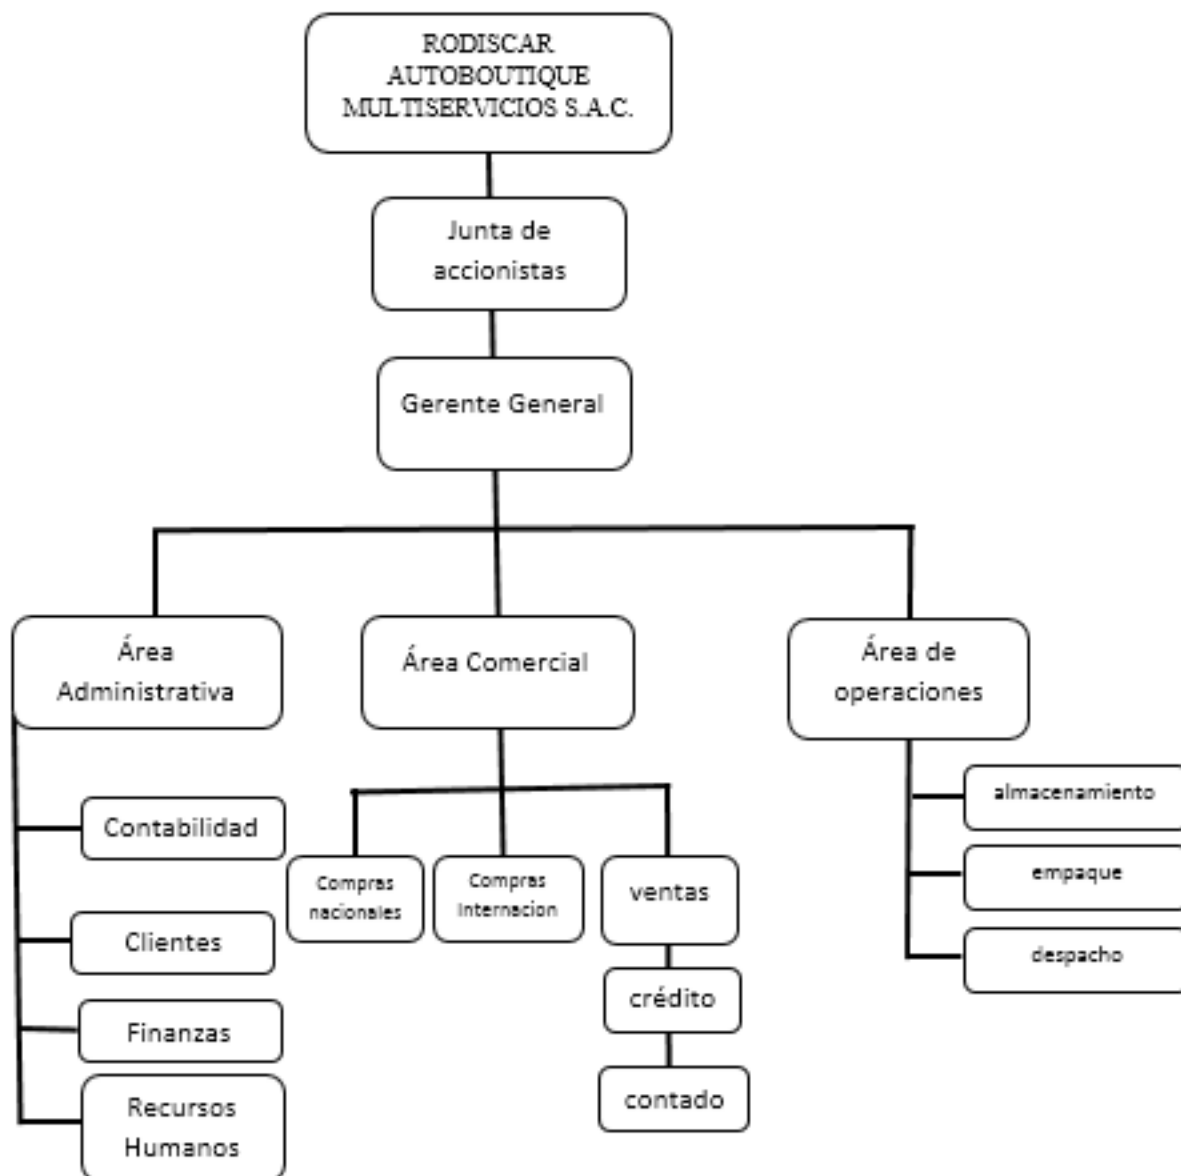 RODISCAR
AUTOBOUTIQUE
MULTISERVICIOS S.A.C.
Junta de
accionistas
Gerente General
Área
Administrativa
Área Comercial
Área de
operaciones
Contabilidad
Clientes
Finanzas
Recursos
Humanos
Compras
nacionales
Compras
Internacion
ventas
crédito
contado
almacenamiento
empaque
despacho